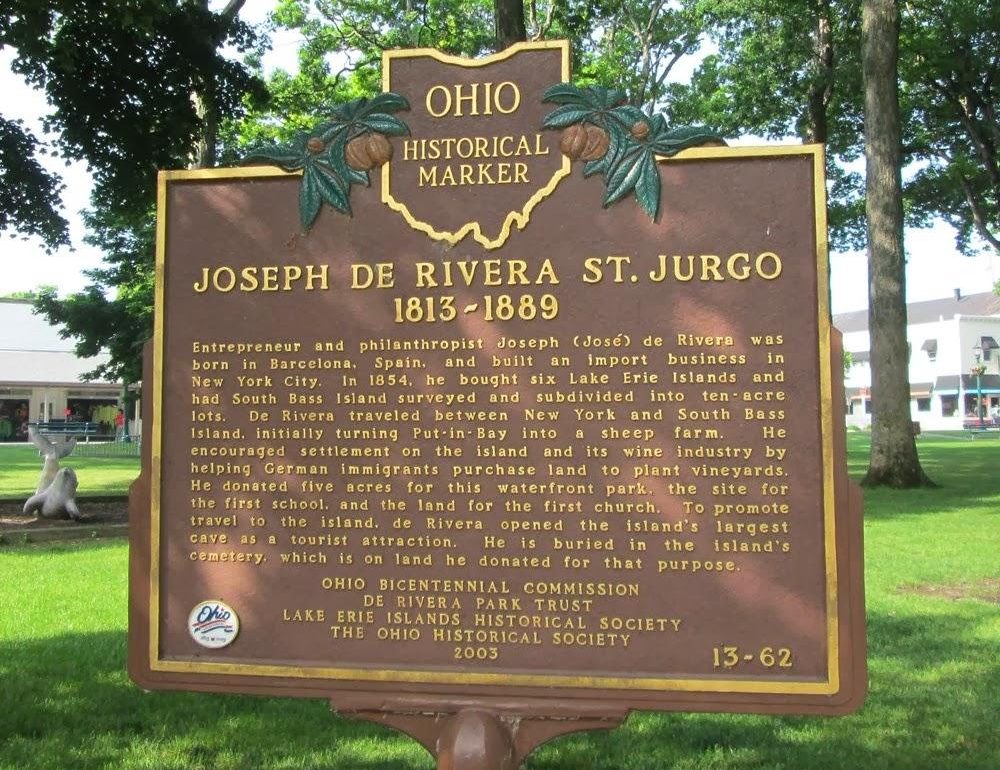 OHIO
HISTORICAL
MARKER
JOSEPH DE RIVERA ST. JURGO
1813-1889
Entrepreneur and philanthropist Joseph (José) de Rivera was
born in Barcelona, Spain, and built an import business in
New York City. In 1854, he bought six Lake Erie Islands and
had South Bass Island surveyed and subdivided into ten-acre
lots. De Rivera traveled between New York and South Bass
Island, initially turning Put-in-Bay into a sheep farm. He
encouraged settlement on the island and its wine industry by
helping German immigrants purchase land to plant vineyards.
He donated five acres for this waterfront park, the site for
the first school, and the land for the first church. To promote
travel to the island, de Rivera opened the island's largest
cave as a tourist attraction. He is buried in the island's
cemetery, which is on land he donated for that purpose.
OHIO BICENTENNIAL COMMISSION
DE RIVERA PARK TRUST
LAKE ERIE ISLANDS HISTORICAL SOCIETY
THE OHIO HISTORICAL SOCIETY
2003
13-62
Ohio